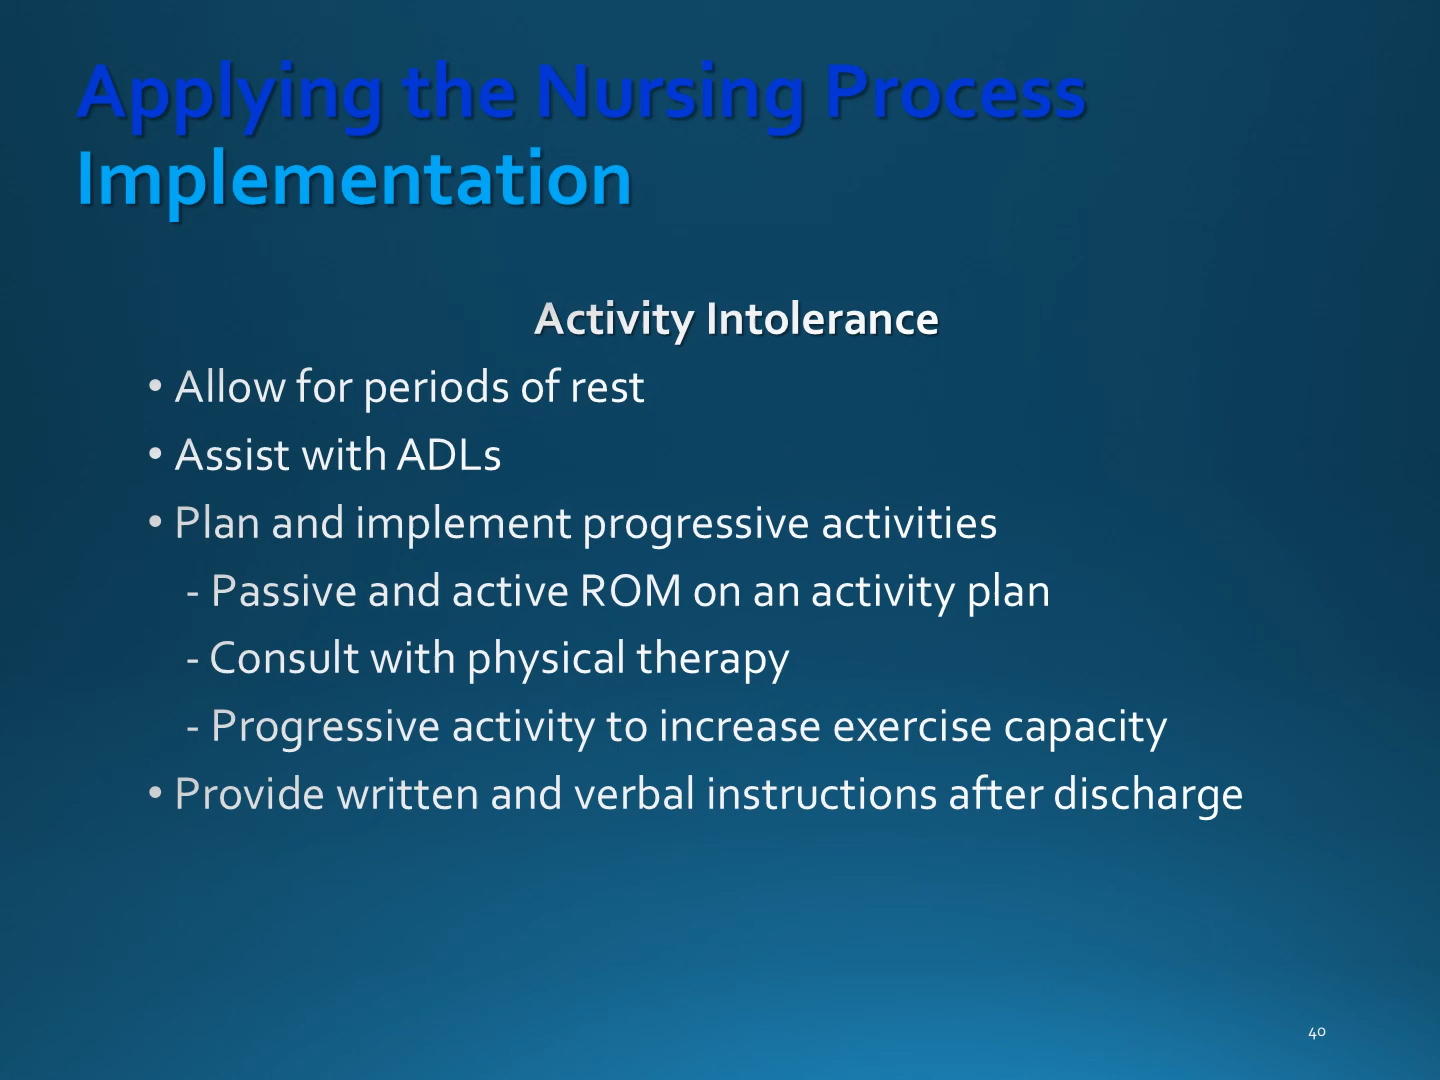 Applying the Nursing Process
Implementation
Activity Intolerance
• Allow for periods of rest
• Assist with ADLs
• Plan and implement progressive activities
- Passive and active ROM on an activity plan
- Consult with physical therapy
- Progressive activity to increase exercise capacity
• Provide written and verbal instructions after discharge
40